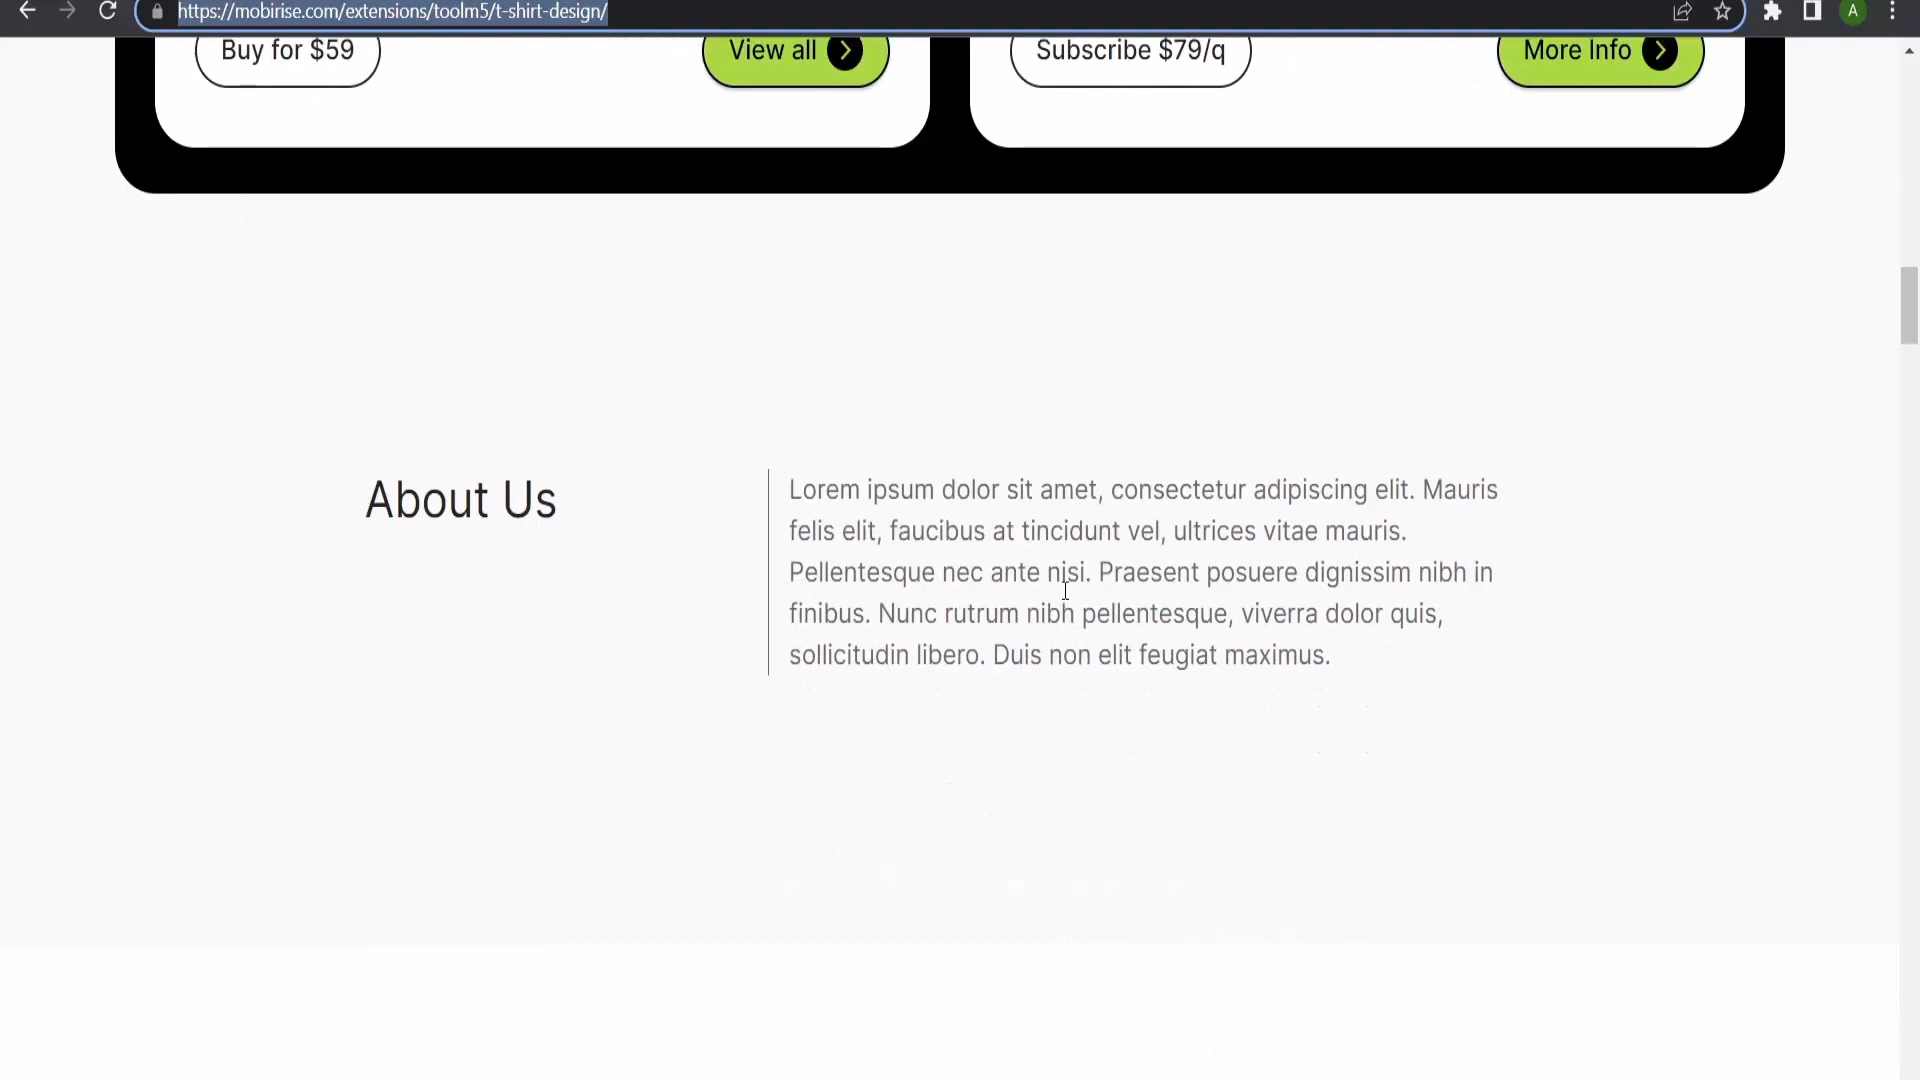 https://mobirise.com/extensions/toolm5/t-shirt-design/
A
Buy for $59
View all
Subscribe $79/q
More Info
About Us
Lorem ipsum dolor sit amet, consectetur adipiscing elit. Mauris
felis elit, faucibus at tincidunt vel, ultrices vitae mauris.
Pellentesque nec ante nisi. Praesent posuere dignissim nibh in
finibus. Nunc rutrum nibh pellentesque, viverra dolor quis,
sollicitudin libero. Duis non elit feugiat maximus.